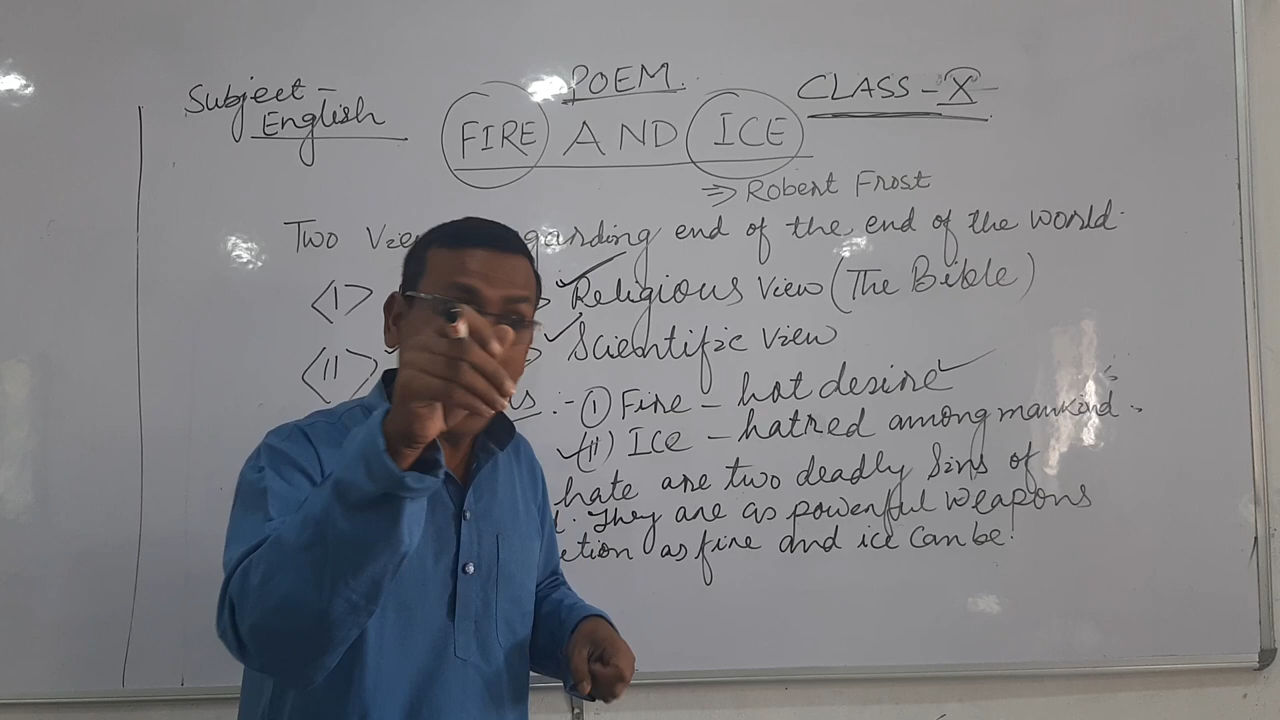 Subject - English
POEM.
CLASS - X
FIRE AND ICE
⇒ Robert Frost
Two regarding end of the end of the world.
<I> Religious view (The Bible)
<II> Scientific view
:- (I) Fire - hot desire
(II) Ice - hatred among mankind.
hate are two deadly sins of
They are as powerful weapons
as fire and ice can be.